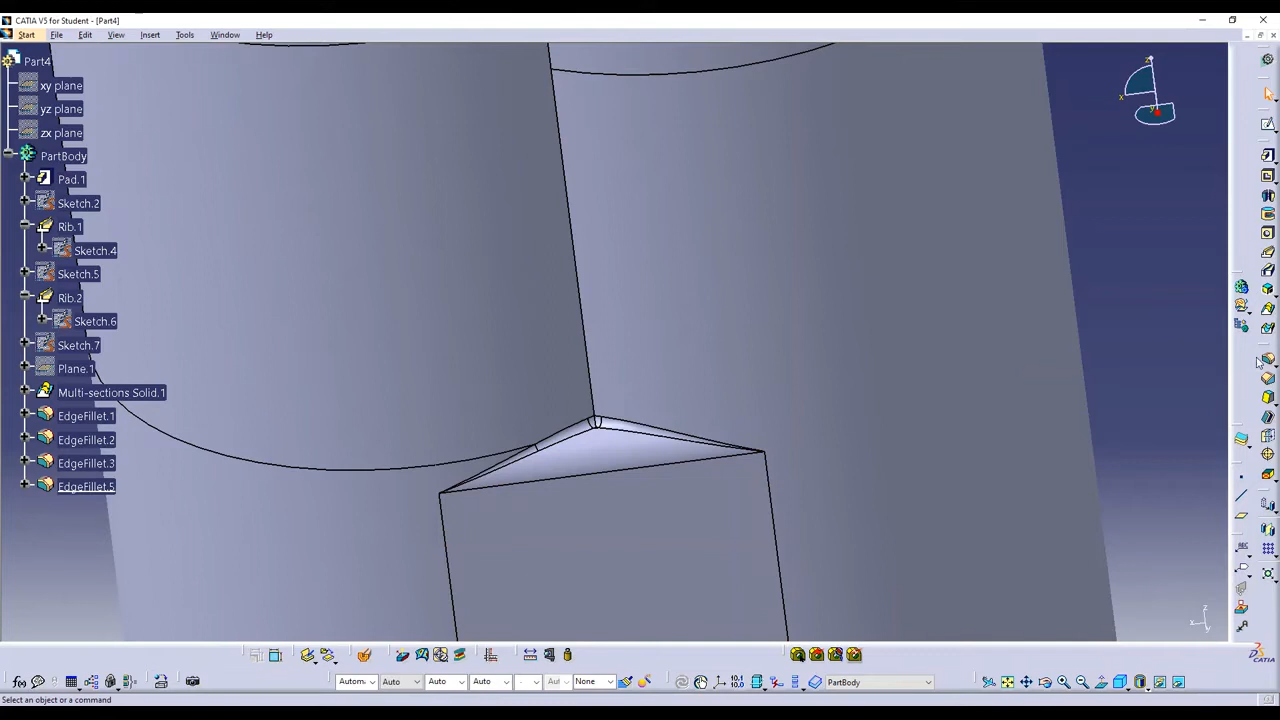 CATIA V5 for Student - [Part4]
Start File Edit View Insert Tools Window Help
Part4
xy plane
yz plane
zx plane
PartBody
Pad.1
Sketch.2
Rib.1
Sketch.4
Sketch.5
Rib.2
Sketch.6
Sketch.7
Plane.1
Multi-sections Solid.1
EdgeFillet.1
EdgeFillet.2
EdgeFillet.3
EdgeFillet.5
z
x
y
z
x
y
CATIA
Autom Auto Auto Auto Aut None PartBody
Select an object or a command